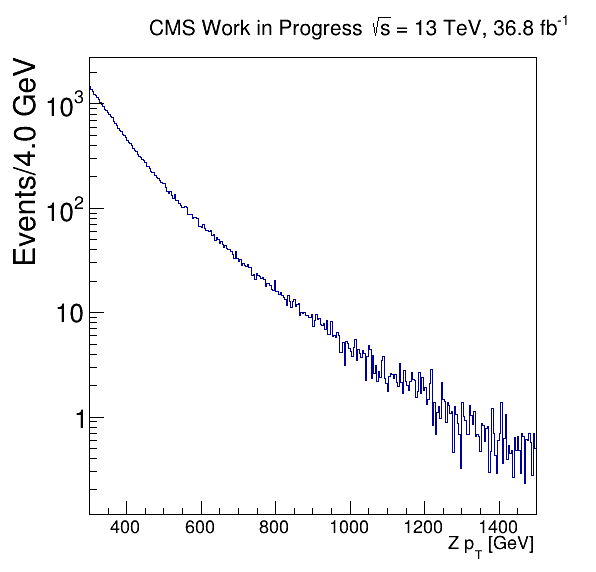 CMS Work in Progress √s = 13 TeV, 36.8 fb⁻¹
Events/4.0 GeV
10³
10²
10
1
400 600 800 1000 1200 1400
Z p_T [GeV]